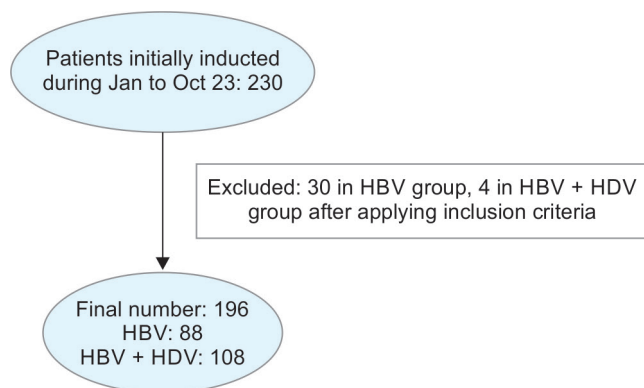 Patients initially inducted
during Jan to Oct 23: 230
Excluded: 30 in HBV group, 4 in HBV + HDV
group after applying inclusion criteria
Final number: 196
HBV: 88
HBV + HDV: 108